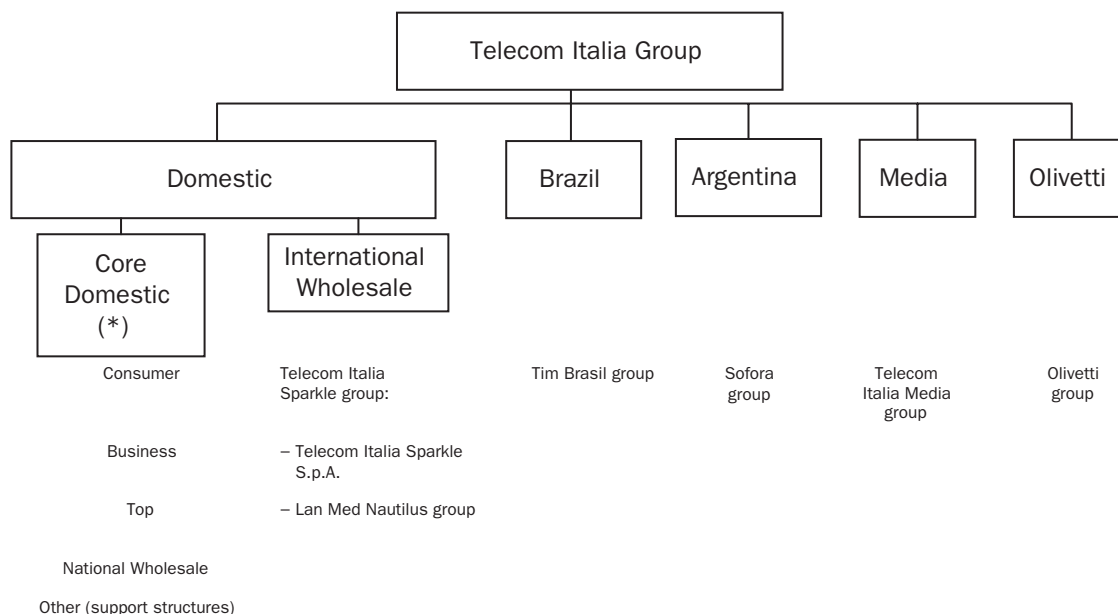 Telecom Italia Group
Domestic
Brazil
Argentina
Media
Olivetti
Core
Domestic
(*)
International
Wholesale
Consumer
Telecom Italia
Sparkle group:
Tim Brasil group
Sofora
group
Telecom
Italia Media
group
Olivetti
group
Business
– Telecom Italia Sparkle
S.p.A.
Top
– Lan Med Nautilus group
National Wholesale
Other (support structures)